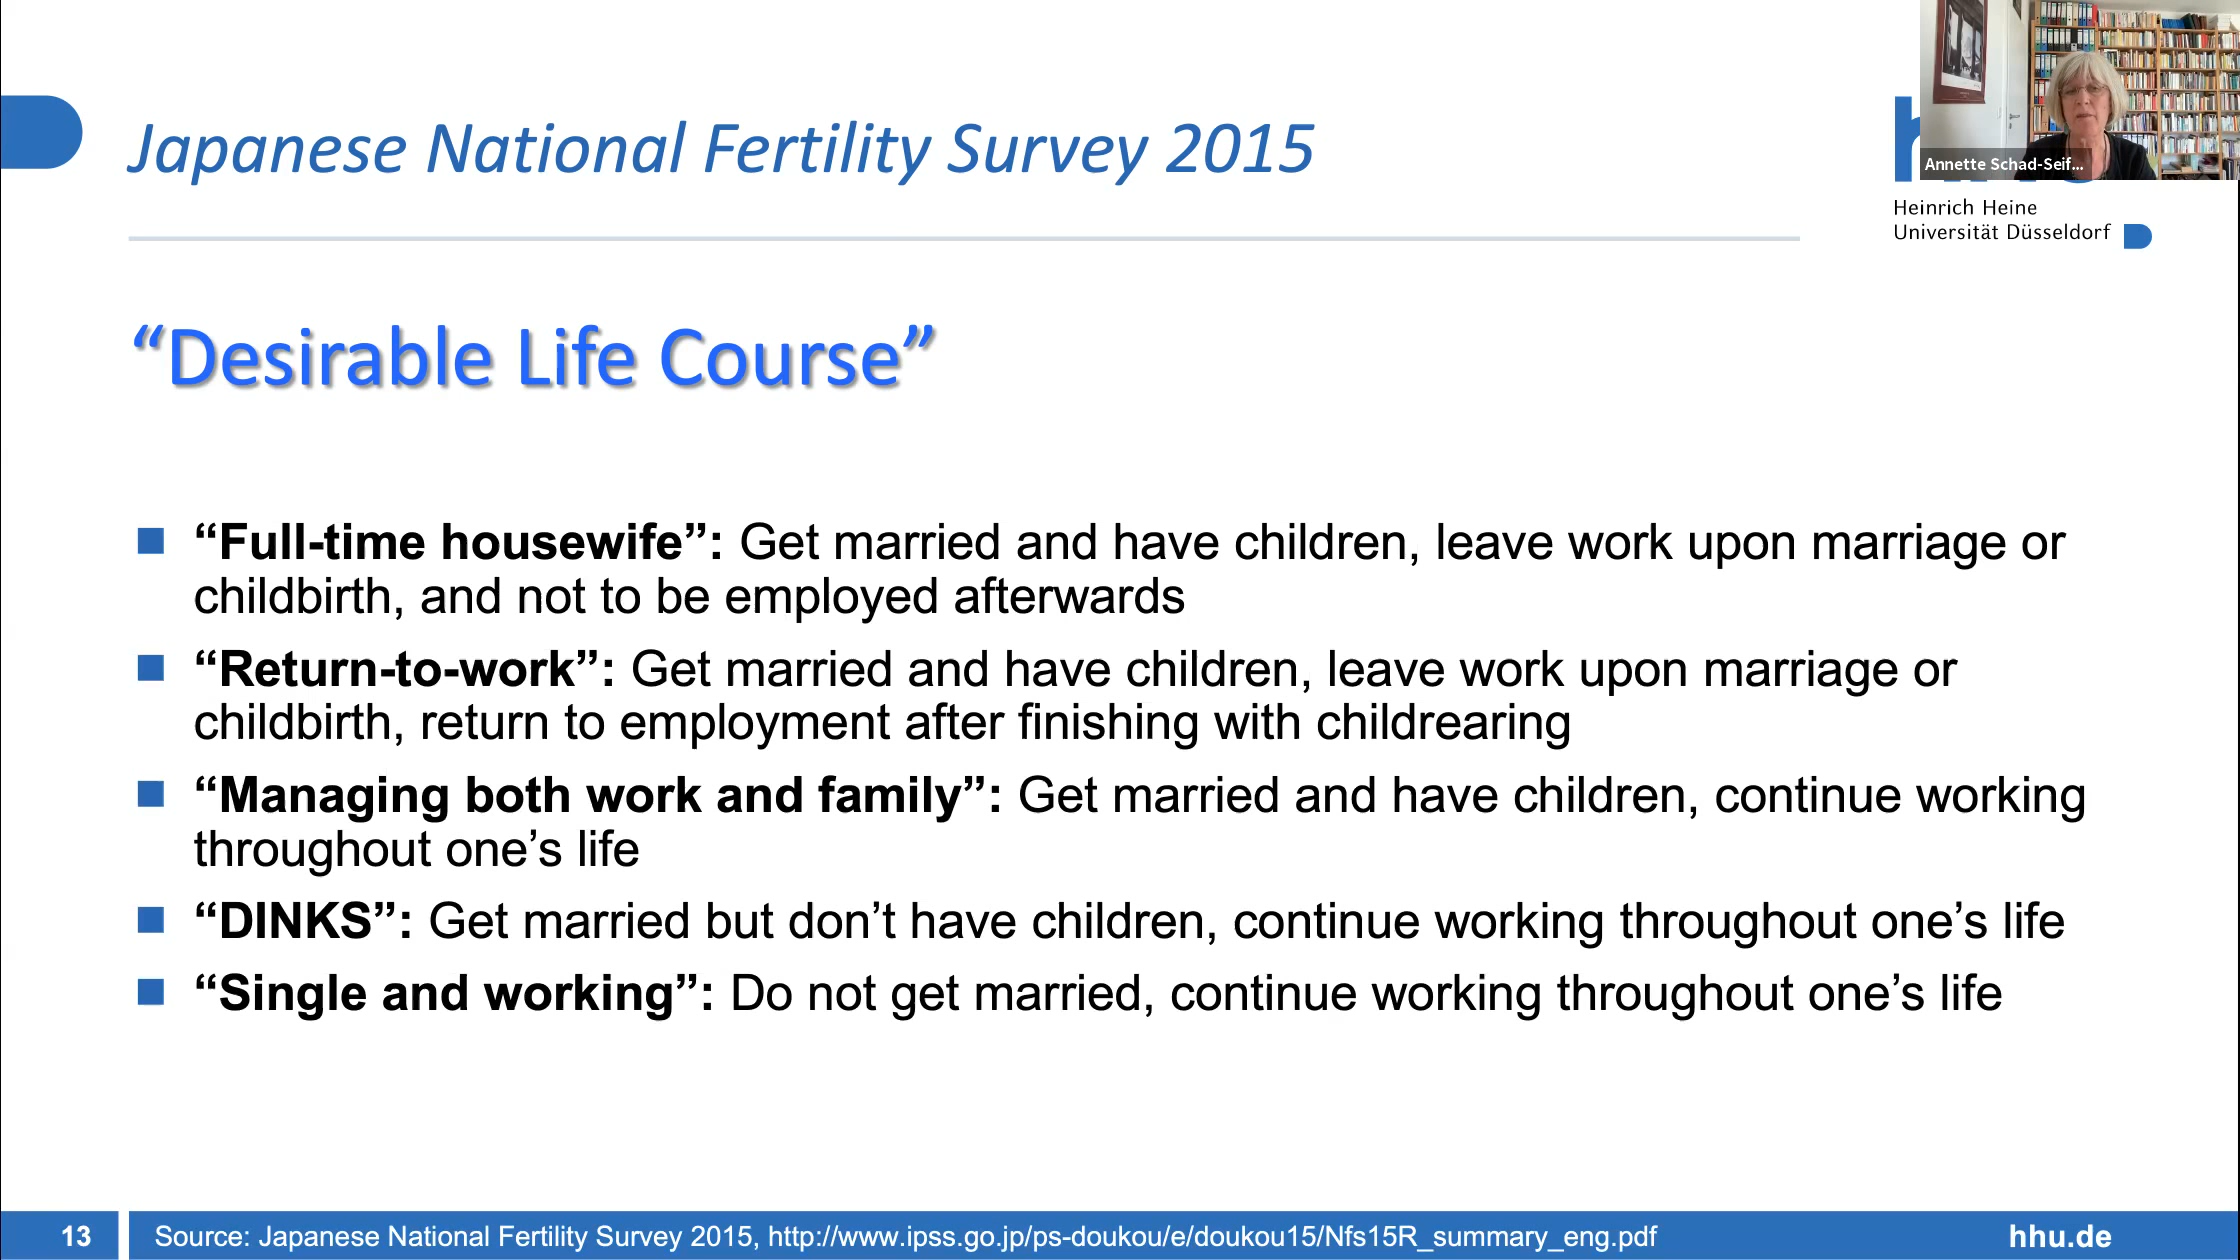 Japanese National Fertility Survey 2015
Annette Schad-Seif...
Heinrich Heine
Universität Düsseldorf
“Desirable Life Course”
“Full-time housewife”: Get married and have children, leave work upon marriage or
childbirth, and not to be employed afterwards
“Return-to-work”: Get married and have children, leave work upon marriage or
childbirth, return to employment after finishing with childrearing
“Managing both work and family”: Get married and have children, continue working
throughout one’s life
“DINKS”: Get married but don’t have children, continue working throughout one’s life
“Single and working”: Do not get married, continue working throughout one’s life
13
Source: Japanese National Fertility Survey 2015, http://www.ipss.go.jp/ps-doukou/e/doukou15/Nfs15R_summary_eng.pdf
hhu.de